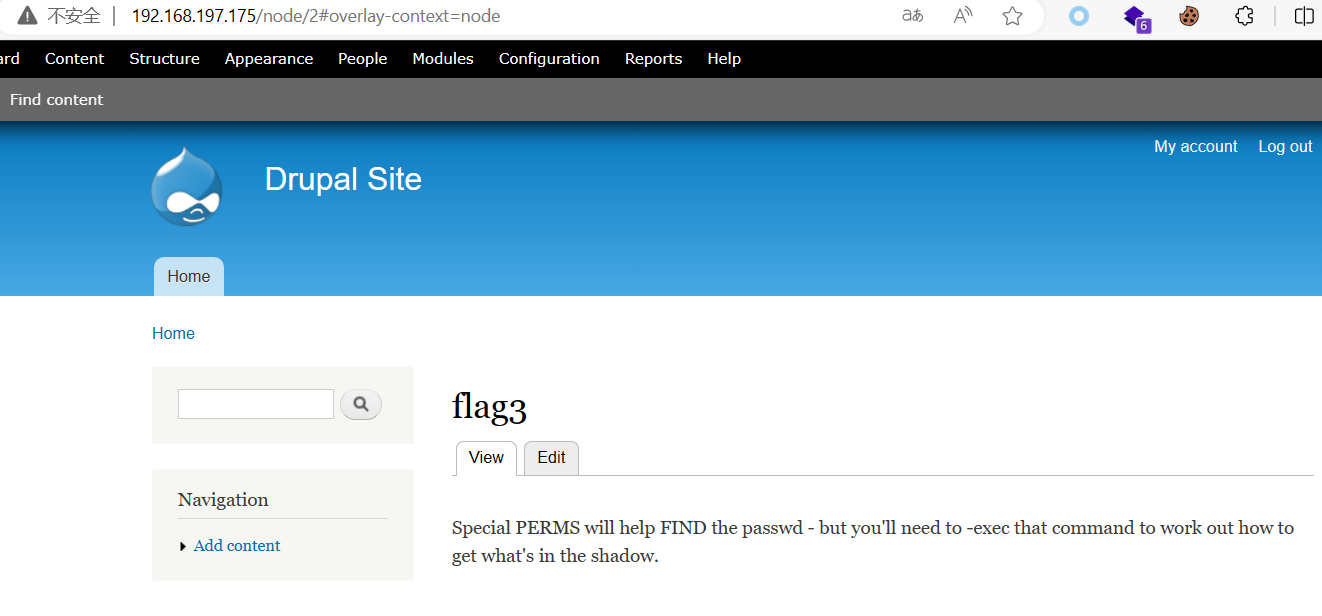 不安全 192.168.197.175/node/2#overlay-context=node aあ A 6
ard Content Structure Appearance People Modules Configuration Reports Help
Find content
My account Log out
Drupal Site
Home
Home
flag3
View Edit
Navigation
Add content
Special PERMS will help FIND the passwd - but you'll need to -exec that command to work out how to
get what's in the shadow.